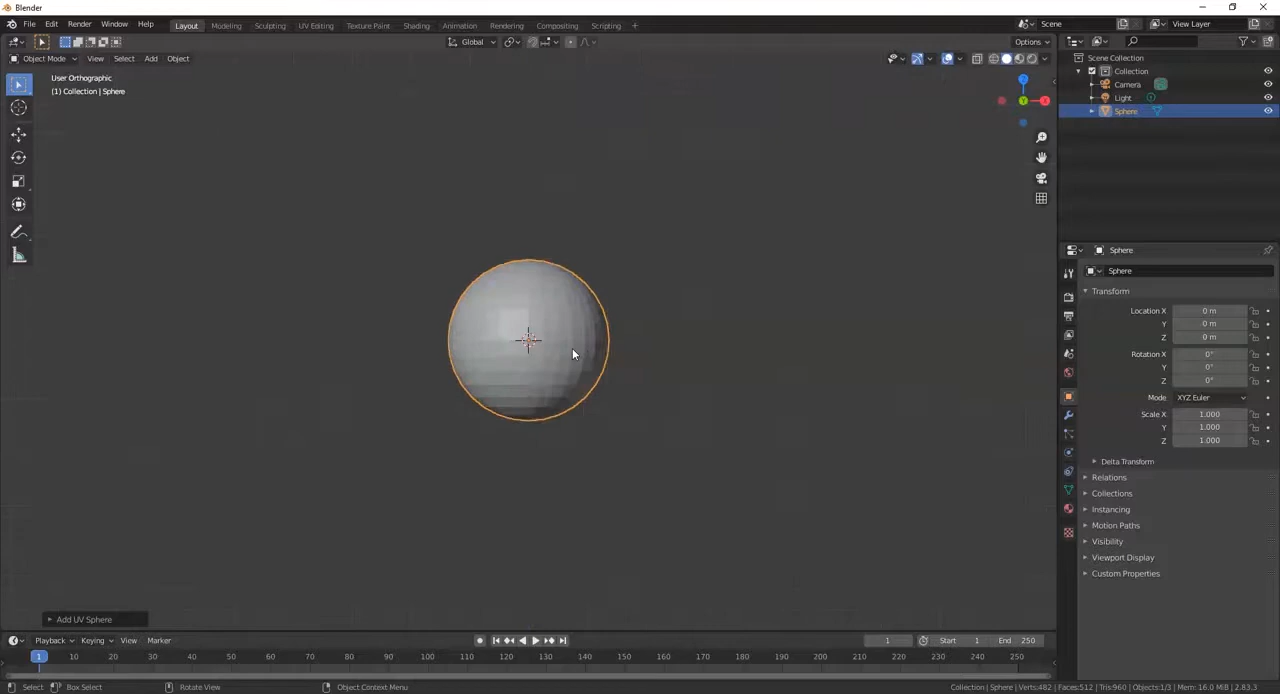 Blender
File Edit Render Window Help Layout Modeling Sculpting UV Editing Texture Paint Shading Animation Rendering Compositing Scripting + Scene View Layer
Global Options
Object Mode View Select Add Object
User Orthographic
(1) Collection | Sphere
Z
Y
X
Scene Collection
Collection
Camera
Light
Sphere
Sphere
Sphere
Transform
Location X 0 m
Y 0 m
Z 0 m
Rotation X 0°
Y 0°
Z 0°
Mode XYZ Euler
Scale X 1.000
Y 1.000
Z 1.000
Delta Transform
Relations
Collections
Instancing
Motion Paths
Visibility
Viewport Display
Custom Properties
Add UV Sphere
Playback Keying View Marker 1 Start 1 End 250
1 10 20 30 40 50 60 70 80 90 100 110 120 130 140 150 160 170 180 190 200 210 220 230 240 250
Select Box Select Rotate View Object Context Menu Collection | Sphere | Verts:482 | Faces:512 | Tris:960 | Objects:1/3 | Mem: 16.0 MiB | 2.83.3